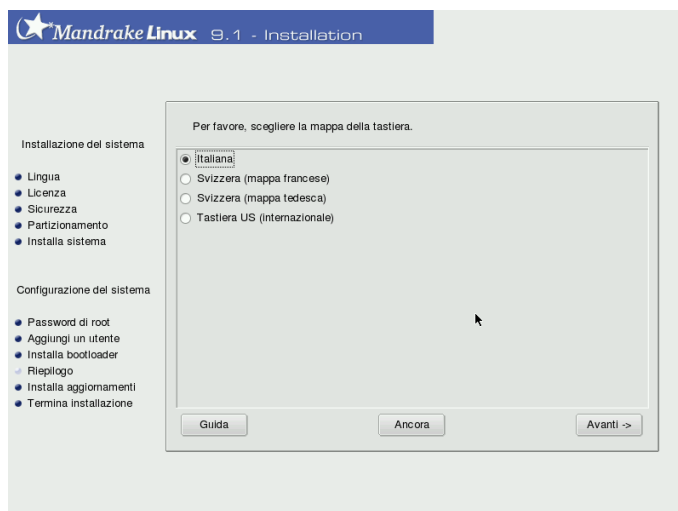 Mandrake Linux 9.1 - Installation
Installazione del sistema
Lingua
Licenza
Sicurezza
Partizionamento
Installa sistema
Configurazione del sistema
Password di root
Aggiungi un utente
Installa bootloader
Riepilogo
Installa aggiornamenti
Termina installazione
Per favore, scegliere la mappa della tastiera.
Italiana
Svizzera (mappa francese)
Svizzera (mappa tedesca)
Tastiera US (internazionale)
Guida
Ancora
Avanti ->